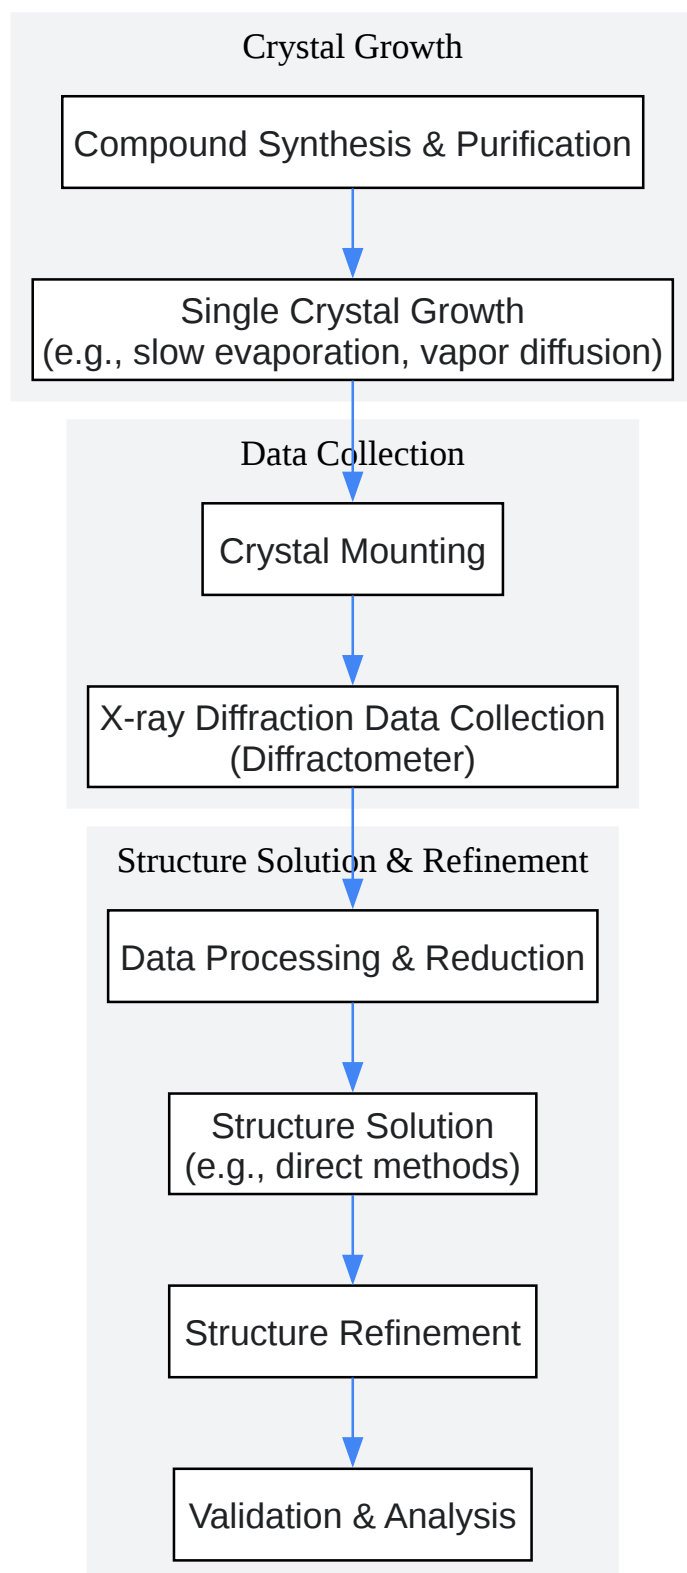 Crystal Growth
Compound Synthesis & Purification
Single Crystal Growth
(e.g., slow evaporation, vapor diffusion)
Data Collection
Crystal Mounting
X-ray Diffraction Data Collection
(Diffractometer)
Structure Solution & Refinement
Data Processing & Reduction
Structure Solution
(e.g., direct methods)
Structure Refinement
Validation & Analysis